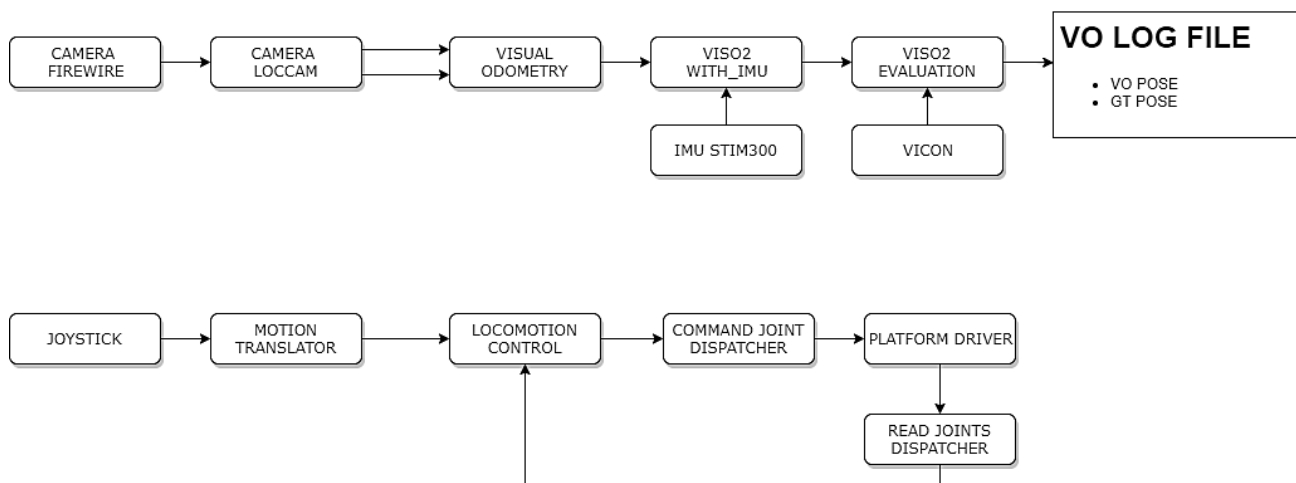 CAMERA
FIREWIRE
CAMERA
LOCCAM
VISUAL
ODOMETRY
VISO2
WITH_IMU
VISO2
EVALUATION
VO LOG FILE
• VO POSE
• GT POSE
IMU STIM300
VICON
JOYSTICK
MOTION
TRANSLATOR
LOCOMOTION
CONTROL
COMMAND JOINT
DISPATCHER
PLATFORM DRIVER
READ JOINTS
DISPATCHER